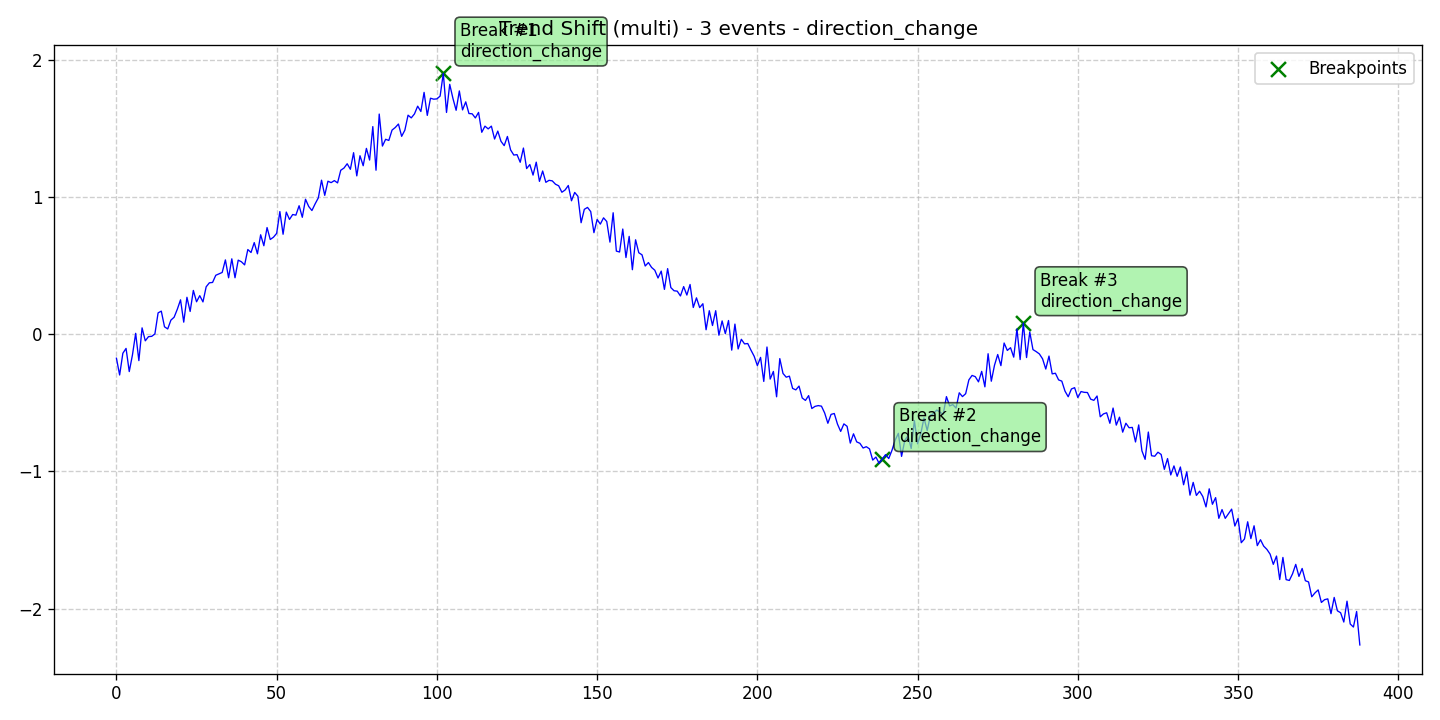 Trend Shift (multi) - 3 events - direction_change
Break #1
direction_change
Breakpoints
Break #3
direction_change
Break #2
direction_change
2
1
0
−1
−2
0
50
100
150
200
250
300
350
400